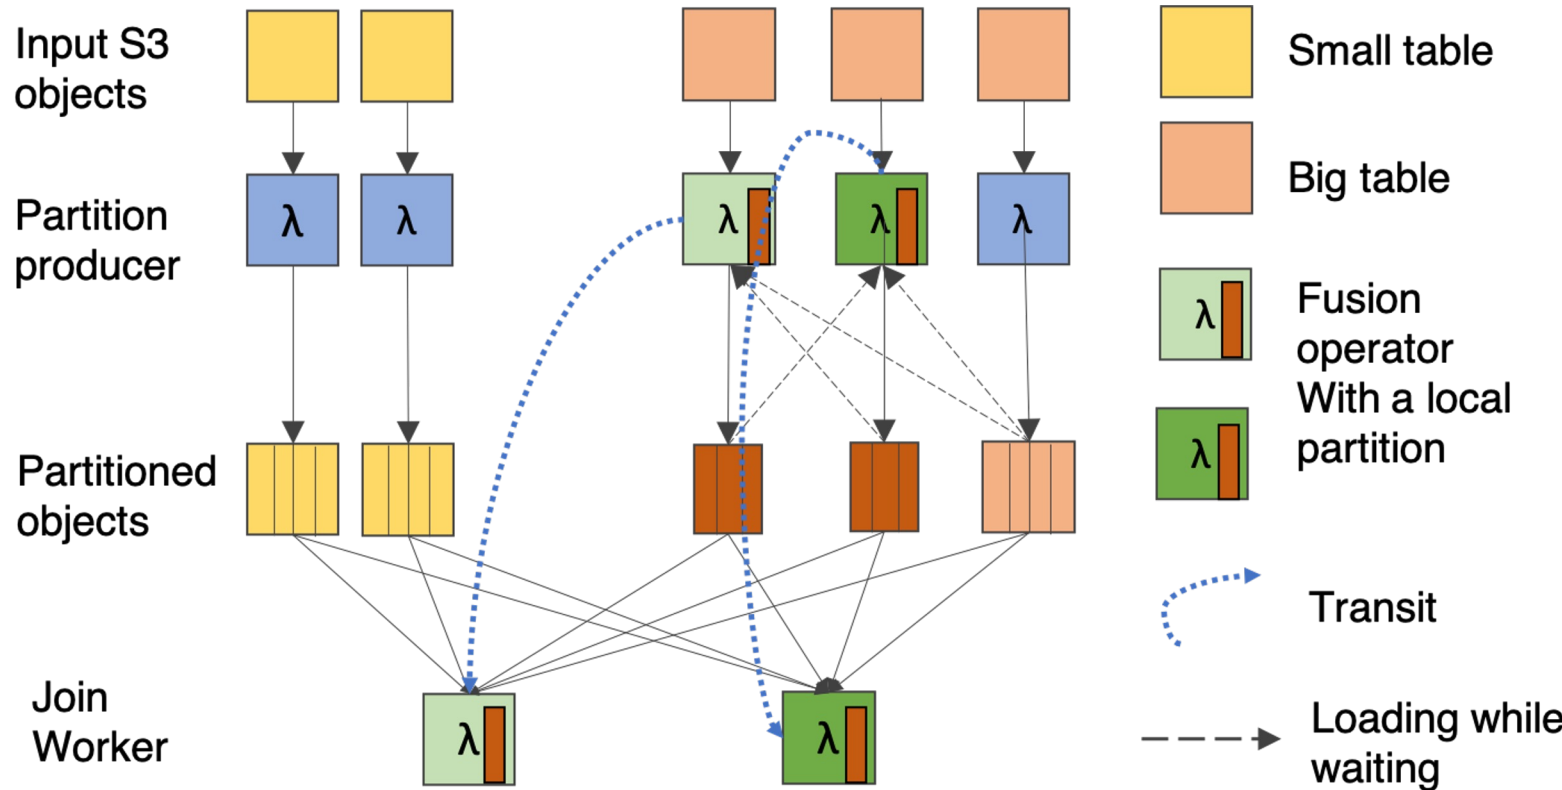 Input S3
objects
Small table
Big table
Partition
producer
λ
λ
λ
λ
λ
λ
Fusion
operator
With a local
partition
λ
Partitioned
objects
Transit
Join
Worker
λ
λ
Loading while
waiting